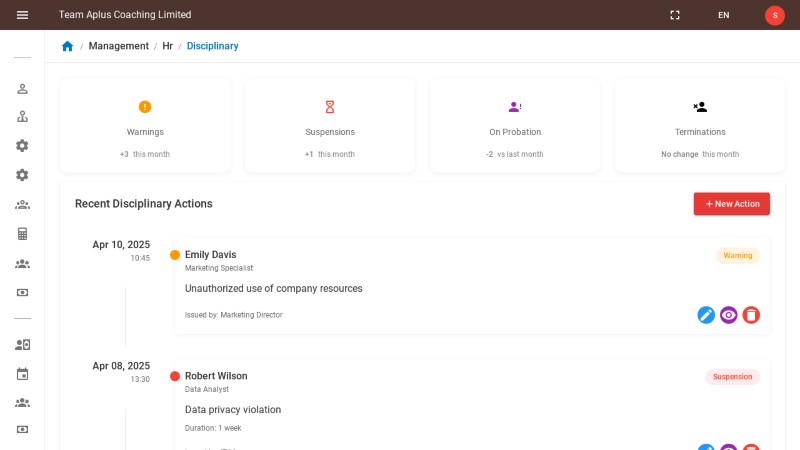 Team Aplus Coaching Limited
EN
S
/ Management / Hr / Disciplinary
Warnings
+3 this month
Suspensions
+1 this month
On Probation
-2 vs last month
Terminations
No change this month
Recent Disciplinary Actions
+ New Action
Apr 10, 2025
10:45
Emily Davis
Marketing Specialist
Warning
Unauthorized use of company resources
Issued by: Marketing Director
Apr 08, 2025
13:30
Robert Wilson
Data Analyst
Suspension
Data privacy violation
Duration: 1 week